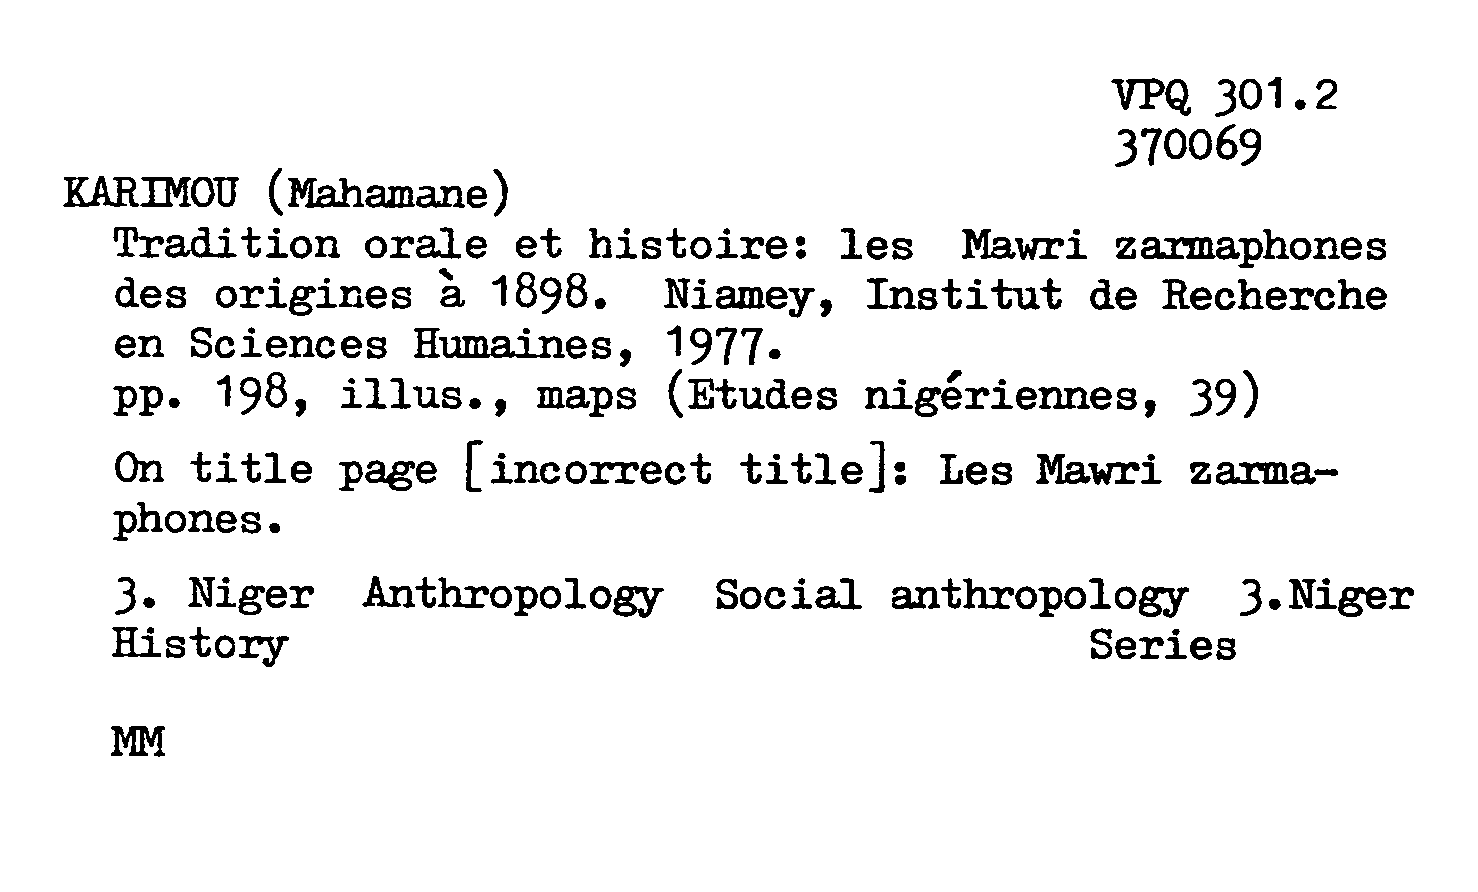 VPQ 301.2
370069
KARIMOU (Mahamane)
Tradition orale et histoire: les Mawri zarmaphones
des origines à 1898. Niamey, Institut de Recherche
en Sciences Humaines, 1977.
pp. 198, illus., maps (Etudes nigériennes, 39)
On title page [incorrect title]: Les Mawri zarma-
phones.
3. Niger Anthropology Social anthropology 3.Niger
History Series
MM